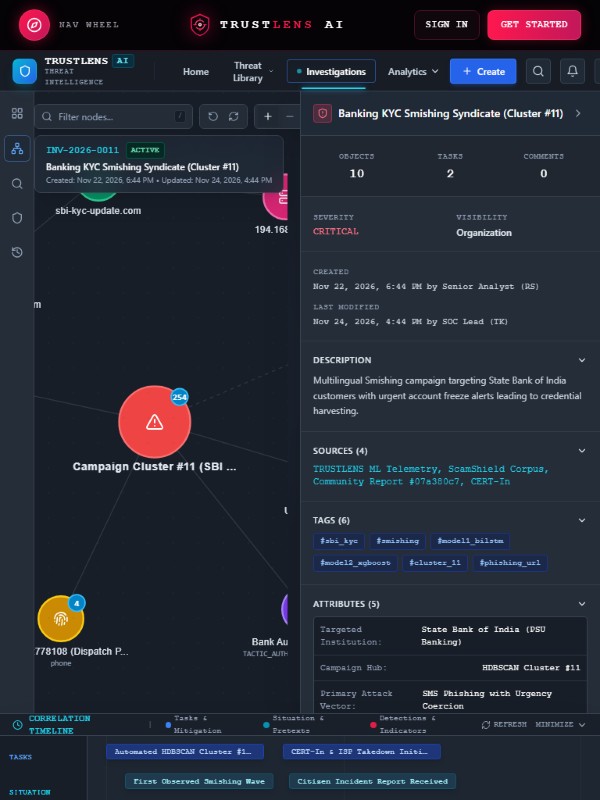 NAV WHEEL
TRUSTLENS AI
SIGN IN
GET STARTED
TRUSTLENS AI
THREAT
INTELLIGENCE
Home
Threat
Library
Investigations
Analytics
+ Create
Filter nodes...
/
INV-2026-0011 ACTIVE
Banking KYC Smishing Syndicate (Cluster #11)
Created: Nov 22, 2026, 6:44 PM • Updated: Nov 24, 2026, 4:44 PM
sbi-kyc-update.com
194.168
m
254
Campaign Cluster #11 (SBI ...
4
778108 (Dispatch P...
phone
Bank Au
TACTIC_AUTH
Banking KYC Smishing Syndicate (Cluster #11)
OBJECTS
TASKS
COMMENTS
10
2
0
SEVERITY
VISIBILITY
CRITICAL
Organization
CREATED
Nov 22, 2026, 6:44 PM by Senior Analyst (RS)
LAST MODIFIED
Nov 24, 2026, 4:44 PM by SOC Lead (TK)
DESCRIPTION
Multilingual Smishing campaign targeting State Bank of India
customers with urgent account freeze alerts leading to credential
harvesting.
SOURCES (4)
TRUSTLENS ML Telemetry, ScamShield Corpus,
Community Report #07a380c7, CERT-In
TAGS (6)
#sbi_kyc #smishing #model1_bilstm
#model2_xgboost #cluster_11 #phishing_url
ATTRIBUTES (5)
Targeted
Institution:
State Bank of India (PSU
Banking)
Campaign Hub:
HDBSCAN Cluster #11
Primary Attack
Vector:
SMS Phishing with Urgency
Coercion
CORRELATION
TIMELINE
Tasks &
Mitigation
Situation &
Pretexts
Detections &
Indicators
REFRESH
MINIMIZE
TASKS
Automated HDBSCAN Cluster #1…
CERT-In & ISP Takedown Initi…
SITUATION
First Observed Smishing Wave
Citizen Incident Report Received